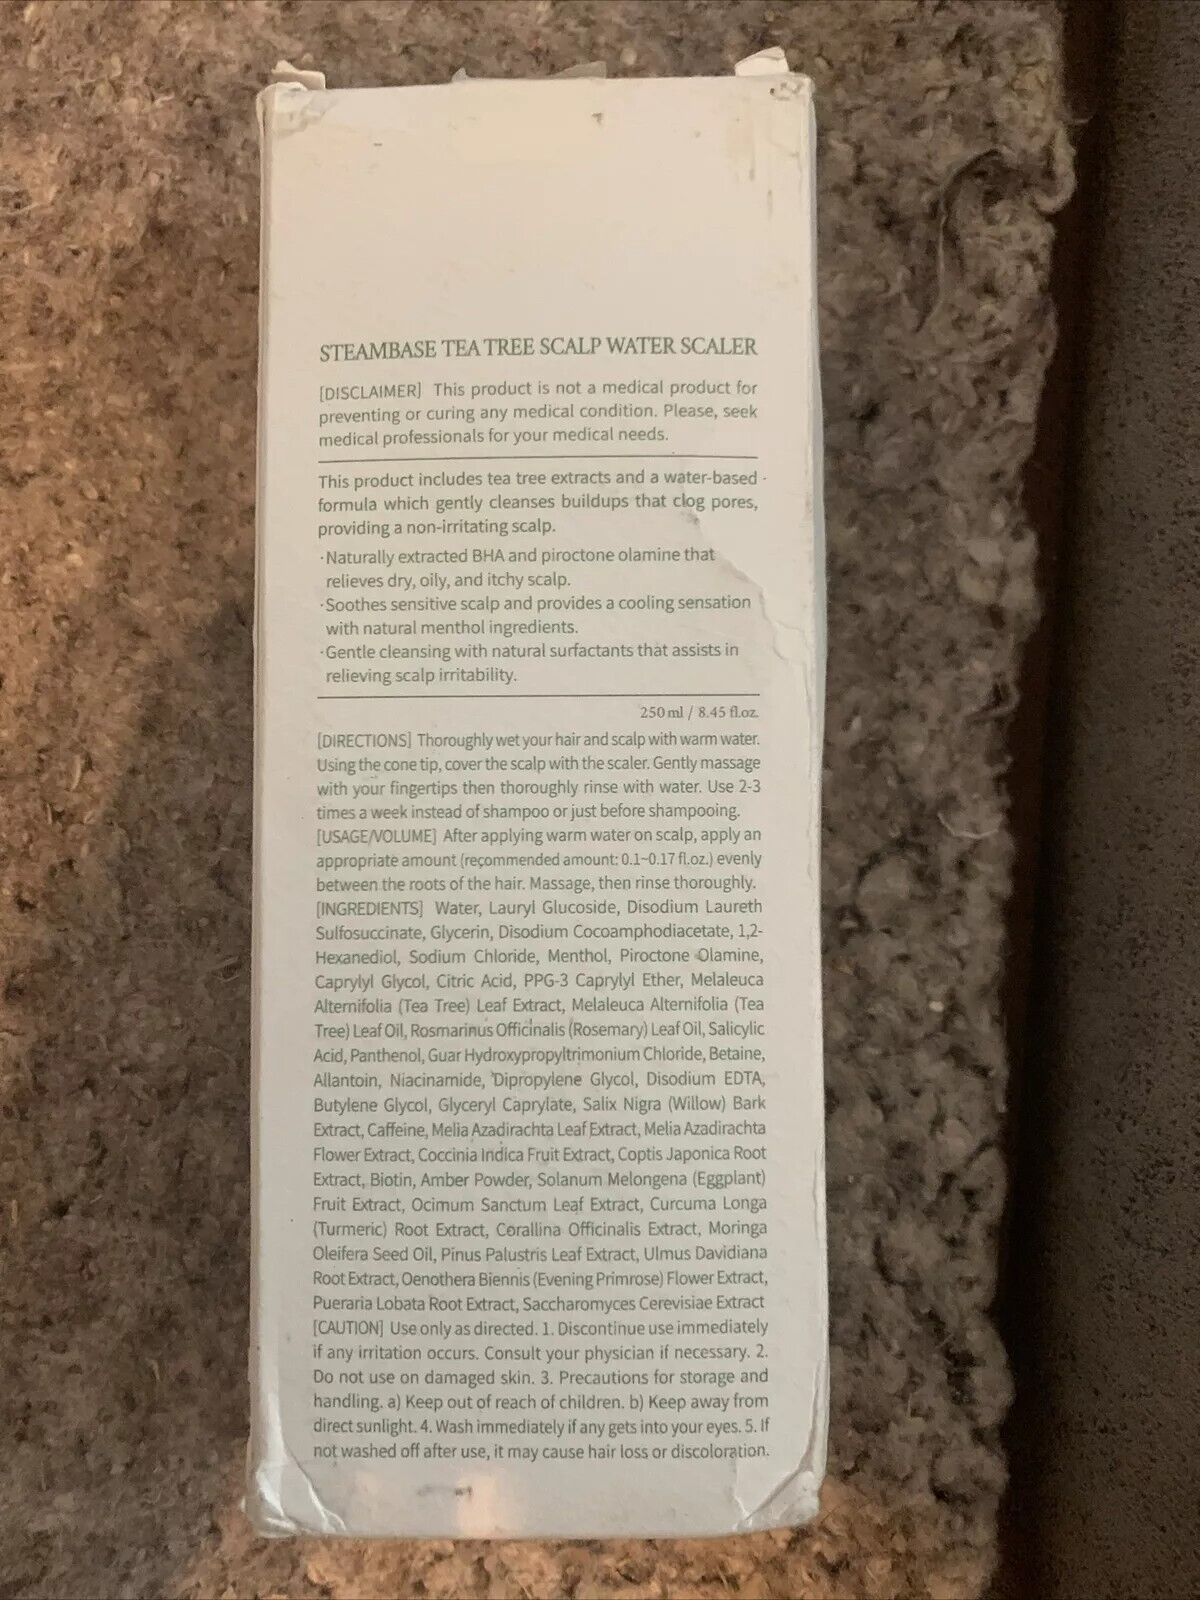 STEAMBASE TEA TREE SCALP WATER SCALER
[DISCLAIMER] This product is not a medical product for
preventing or curing any medical condition. Please, seek
medical professionals for your medical needs.
This product includes tea tree extracts and a water-based
formula which gently cleanses buildups that clog pores,
providing a non-irritating scalp.
·Naturally extracted BHA and piroctone olamine that
relieves dry, oily, and itchy scalp.
·Soothes sensitive scalp and provides a cooling sensation
with natural menthol ingredients.
·Gentle cleansing with natural surfactants that assists in
relieving scalp irritability.
250 ml / 8.45 fl.oz.
[DIRECTIONS] Thoroughly wet your hair and scalp with warm water.
Using the cone tip, cover the scalp with the scaler. Gently massage
with your fingertips then thoroughly rinse with water. Use 2-3
times a week instead of shampoo or just before shampooing.
[USAGE/VOLUME] After applying warm water on scalp, apply an
appropriate amount (recommended amount: 0.1~0.17 fl.oz.) evenly
between the roots of the hair. Massage, then rinse thoroughly.
[INGREDIENTS] Water, Lauryl Glucoside, Disodium Laureth
Sulfosuccinate, Glycerin, Disodium Cocoamphodiacetate, 1,2-
Hexanediol, Sodium Chloride, Menthol, Piroctone Olamine,
Caprylyl Glycol, Citric Acid, PPG-3 Caprylyl Ether, Melaleuca
Alternifolia (Tea Tree) Leaf Extract, Melaleuca Alternifolia (Tea
Tree) Leaf Oil, Rosmarinus Officinalis (Rosemary) Leaf Oil, Salicylic
Acid, Panthenol, Guar Hydroxypropyltrimonium Chloride, Betaine,
Allantoin, Niacinamide, Dipropylene Glycol, Disodium EDTA,
Butylene Glycol, Glyceryl Caprylate, Salix Nigra (Willow) Bark
Extract, Caffeine, Melia Azadirachta Leaf Extract, Melia Azadirachta
Flower Extract, Coccinia Indica Fruit Extract, Coptis Japonica Root
Extract, Biotin, Amber Powder, Solanum Melongena (Eggplant)
Fruit Extract, Ocimum Sanctum Leaf Extract, Curcuma Longa
(Turmeric) Root Extract, Corallina Officinalis Extract, Moringa
Oleifera Seed Oil, Pinus Palustris Leaf Extract, Ulmus Davidiana
Root Extract, Oenothera Biennis (Evening Primrose) Flower Extract,
Pueraria Lobata Root Extract, Saccharomyces Cerevisiae Extract
[CAUTION] Use only as directed. 1. Discontinue use immediately
if any irritation occurs. Consult your physician if necessary. 2.
Do not use on damaged skin. 3. Precautions for storage and
handling. a) Keep out of reach of children. b) Keep away from
direct sunlight. 4. Wash immediately if any gets into your eyes. 5. If
not washed off after use, it may cause hair loss or discoloration.